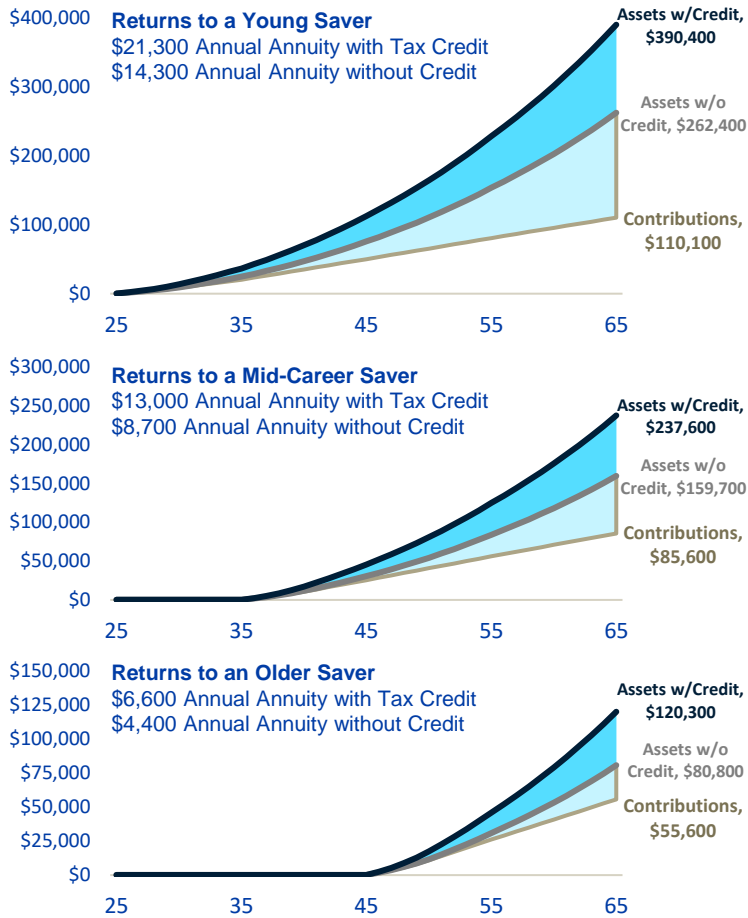 $400,000
Returns to a Young Saver
$21,300 Annual Annuity with Tax Credit
$14,300 Annual Annuity without Credit
Assets w/Credit,
$390,400
$300,000
Assets w/o
Credit, $262,400
$200,000
$100,000
Contributions,
$110,100
$0
25 35 45 55 65
$300,000
Returns to a Mid-Career Saver
$13,000 Annual Annuity with Tax Credit
$8,700 Annual Annuity without Credit
$250,000
Assets w/Credit,
$237,600
$200,000
Assets w/o
Credit, $159,700
$150,000
$100,000
Contributions,
$85,600
$50,000
$0
25 35 45 55 65
$150,000
Returns to an Older Saver
$6,600 Annual Annuity with Tax Credit
$4,400 Annual Annuity without Credit
Assets w/Credit,
$120,300
$125,000
$100,000
Assets w/o
Credit, $80,800
$75,000
$50,000
Contributions,
$55,600
$25,000
$0
25 35 45 55 65